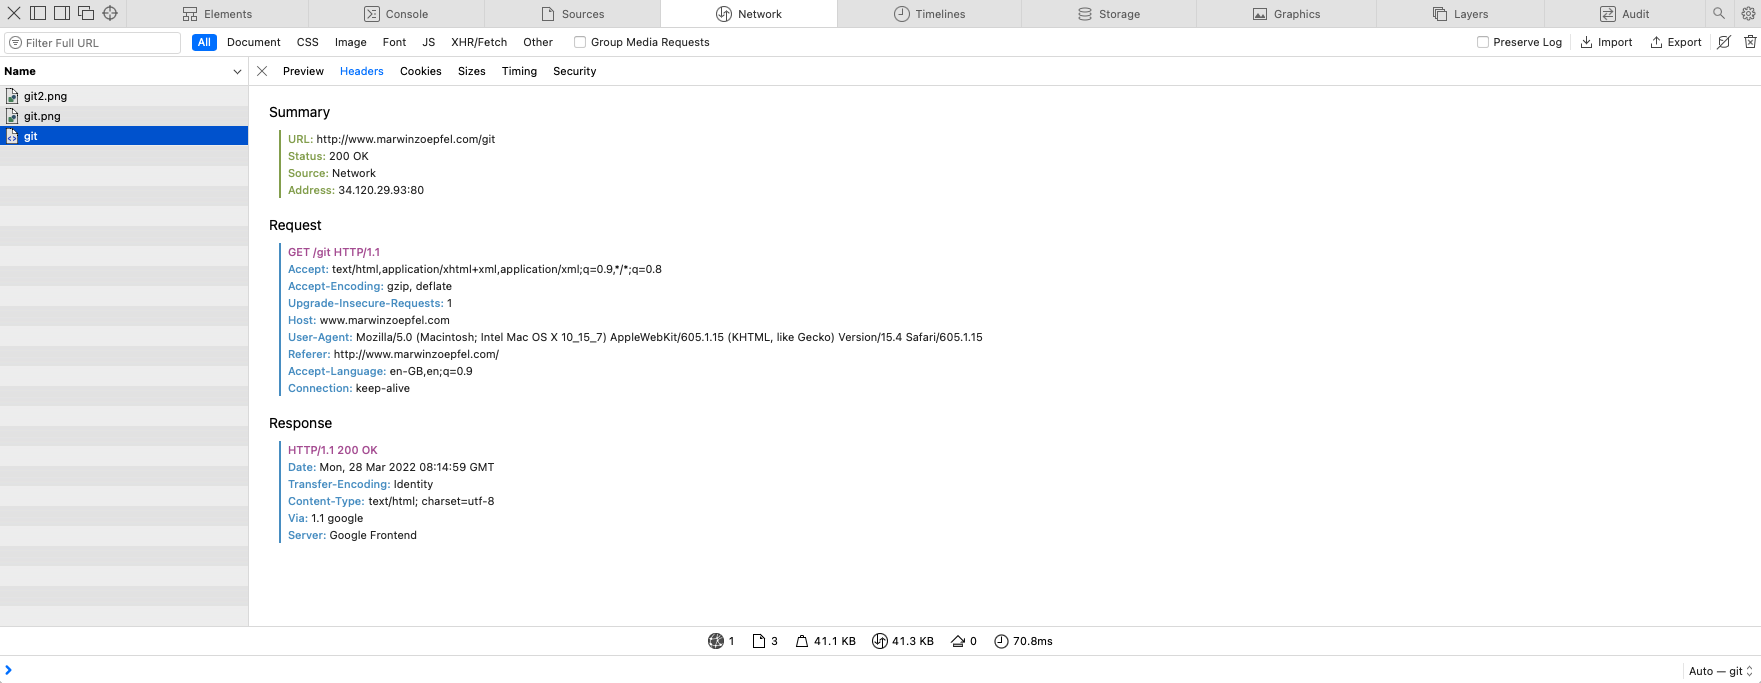 Elements
Console
Sources
Network
Timelines
Storage
Graphics
Layers
Audit
Filter Full URL
All
Document
CSS
Image
Font
JS
XHR/Fetch
Other
Group Media Requests
Preserve Log
Import
Export
Name
Preview
Headers
Cookies
Sizes
Timing
Security
git2.png
git.png
git
Summary
URL: http://www.marwinzoepfel.com/git
Status: 200 OK
Source: Network
Address: 34.120.29.93:80
Request
GET /git HTTP/1.1
Accept: text/html,application/xhtml+xml,application/xml;q=0.9,*/*;q=0.8
Accept-Encoding: gzip, deflate
Upgrade-Insecure-Requests: 1
Host: www.marwinzoepfel.com
User-Agent: Mozilla/5.0 (Macintosh; Intel Mac OS X 10_15_7) AppleWebKit/605.1.15 (KHTML, like Gecko) Version/15.4 Safari/605.1.15
Referer: http://www.marwinzoepfel.com/
Accept-Language: en-GB,en;q=0.9
Connection: keep-alive
Response
HTTP/1.1 200 OK
Date: Mon, 28 Mar 2022 08:14:59 GMT
Transfer-Encoding: Identity
Content-Type: text/html; charset=utf-8
Via: 1.1 google
Server: Google Frontend
1
3
41.1 KB
41.3 KB
0
70.8ms
Auto — git